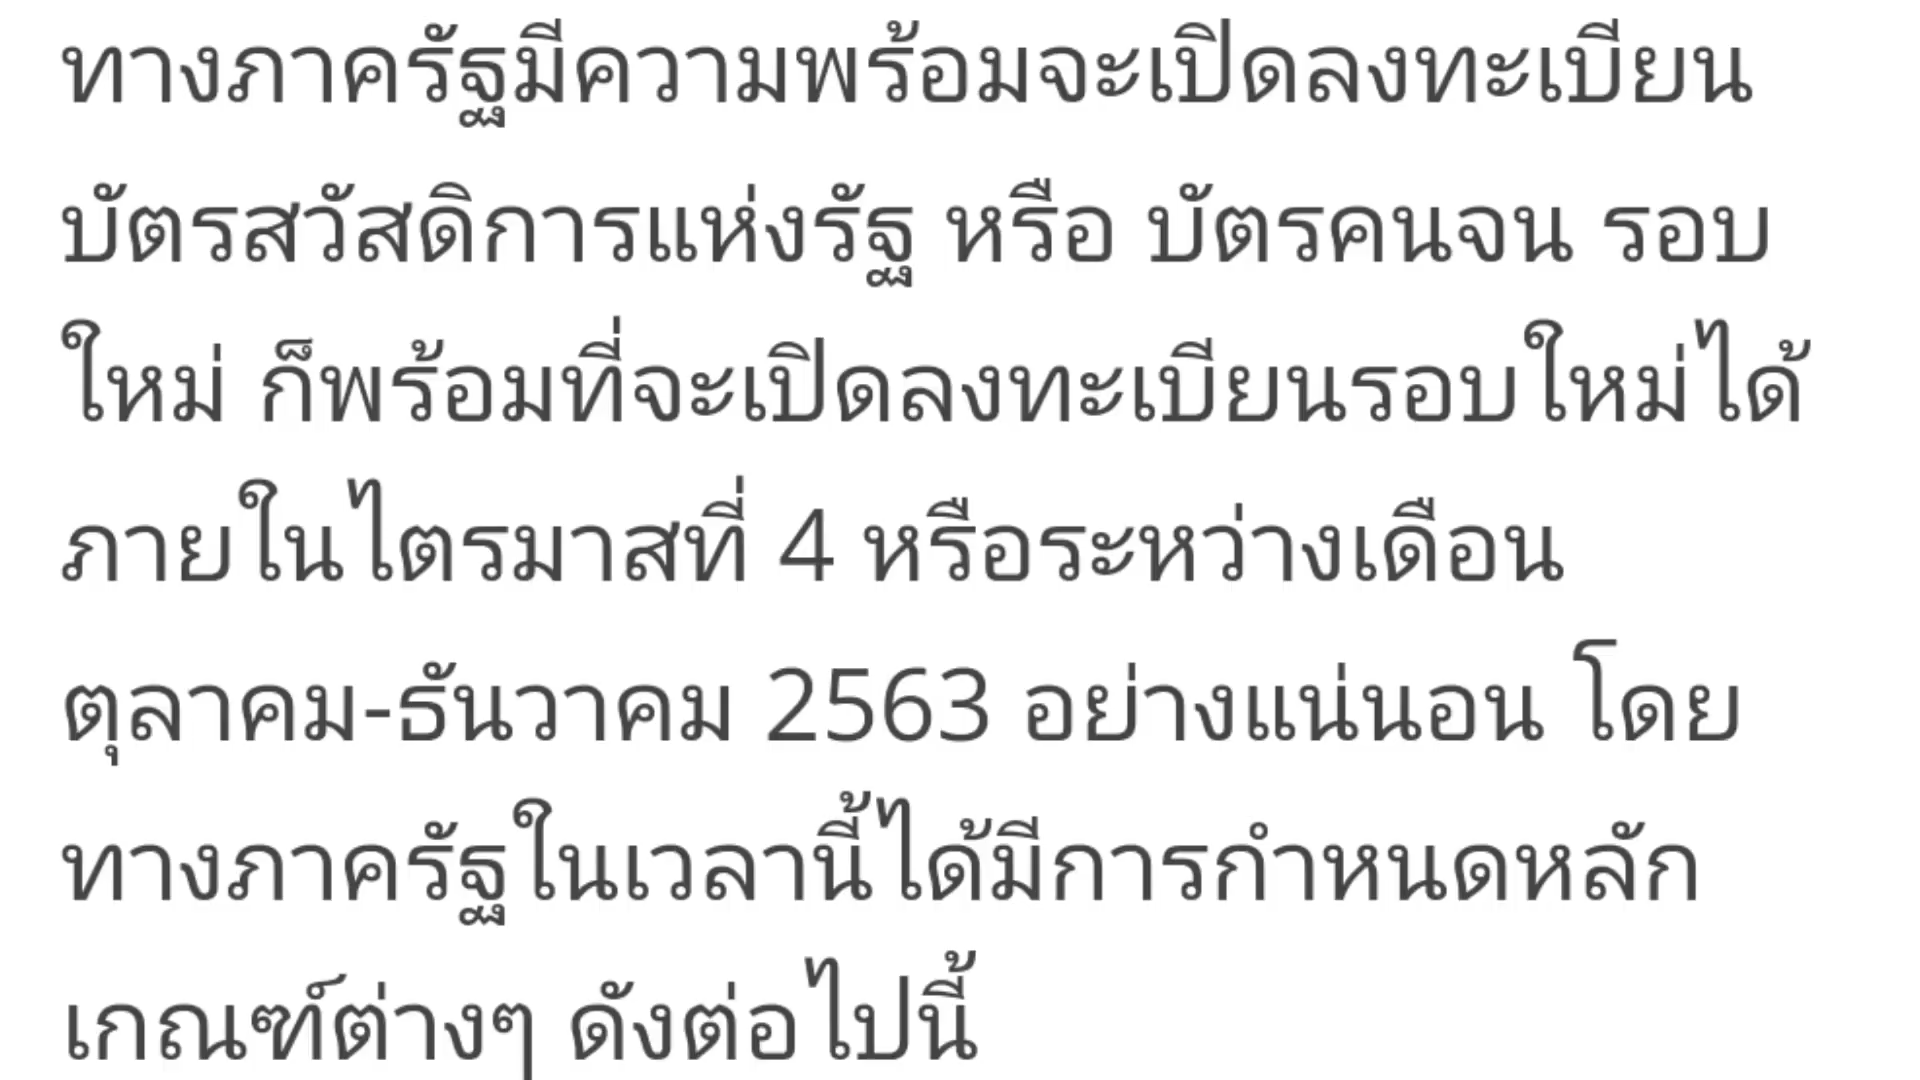 ทางภาครัฐมีความพร้อมจะเปิดลงทะเบียน
บัตรสวัสดิการแห่งรัฐ หรือ บัตรคนจน รอบ
ใหม่ ก็พร้อมที่จะเปิดลงทะเบียนรอบใหม่ได้
ภายในไตรมาสที่ 4 หรือระหว่างเดือน
ตุลาคม-ธันวาคม 2563 อย่างแน่นอน โดย
ทางภาครัฐในเวลานี้ได้มีการกำหนดหลัก
เกณฑ์ต่างๆ ดังต่อไปนี้